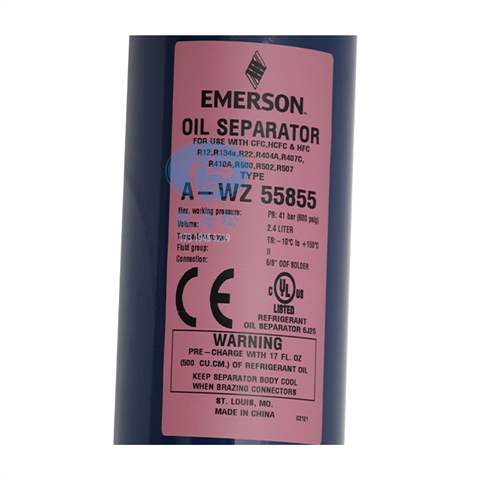 EMERSON
OIL SEPARATOR
FOR USE WITH CFC,HCFC & HFC
R12,R134a,R22,R404A,R407C,
R410A,R500,R502,R507
TYPE
A-WZ 55855
Max. working pressure: PS: 41 bar (600 psig)
Volume: 2.4 LITER
TS: -10°C to +150°C
Fluid group: II
Connection: 5/8" ODF SOLDER
CE
C UL US
LISTED
REFRIGERANT
OIL SEPARATOR 6J25
WARNING
PRE-CHARGE WITH 17 FL. OZ
(500 CU.CM.) OF REFRIGERANT OIL
KEEP SEPARATOR BODY COOL
WHEN BRAZING CONNECTORS
ST. LOUIS, MO.
MADE IN CHINA 02121